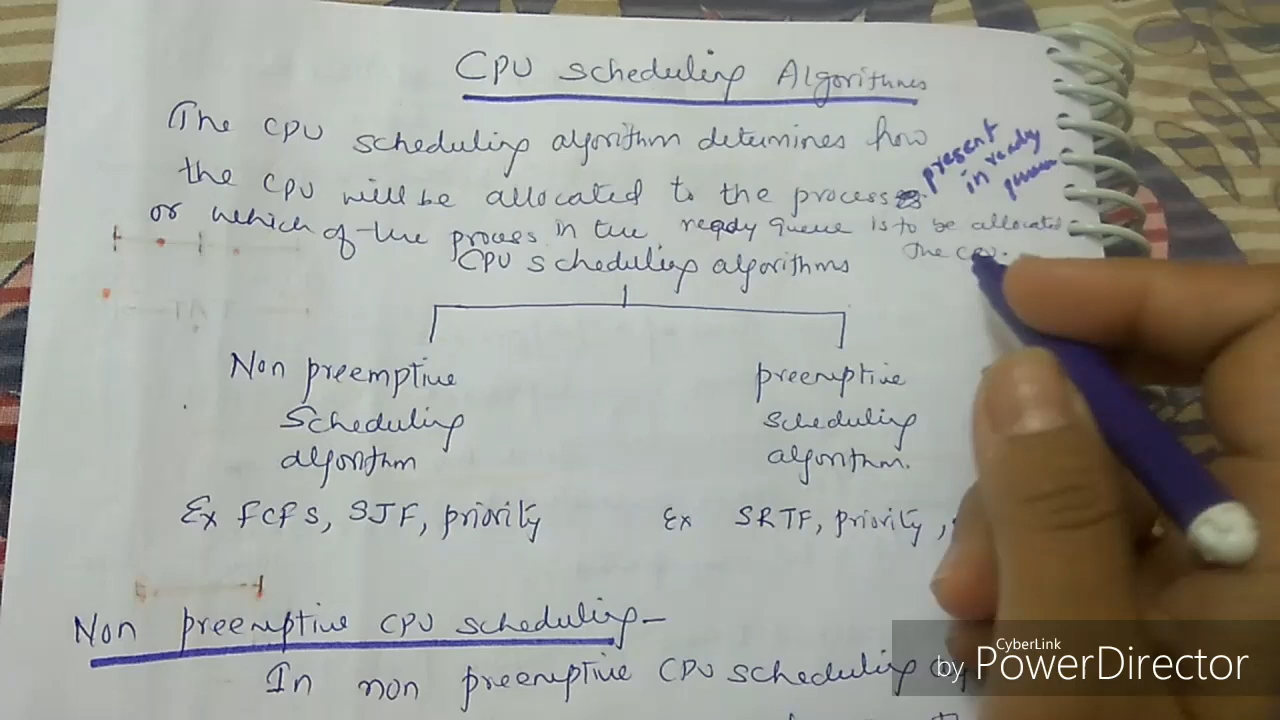 CPU Scheduling Algorithms
The CPU scheduling algorithm determines how
the CPU will be allocated to the process present
in ready
queue
or which of the process in the ready queue is to be allocated
The CPU.
CPU scheduling algorithms
Non preemptive
Scheduling
algorithm
Ex FCFS, SJF, priority
preemptive
scheduling
algorithm.
Ex SRTF, priority,
Non preemptive CPU scheduling-
In non preemptive CPU scheduling
CyberLink
by PowerDirector